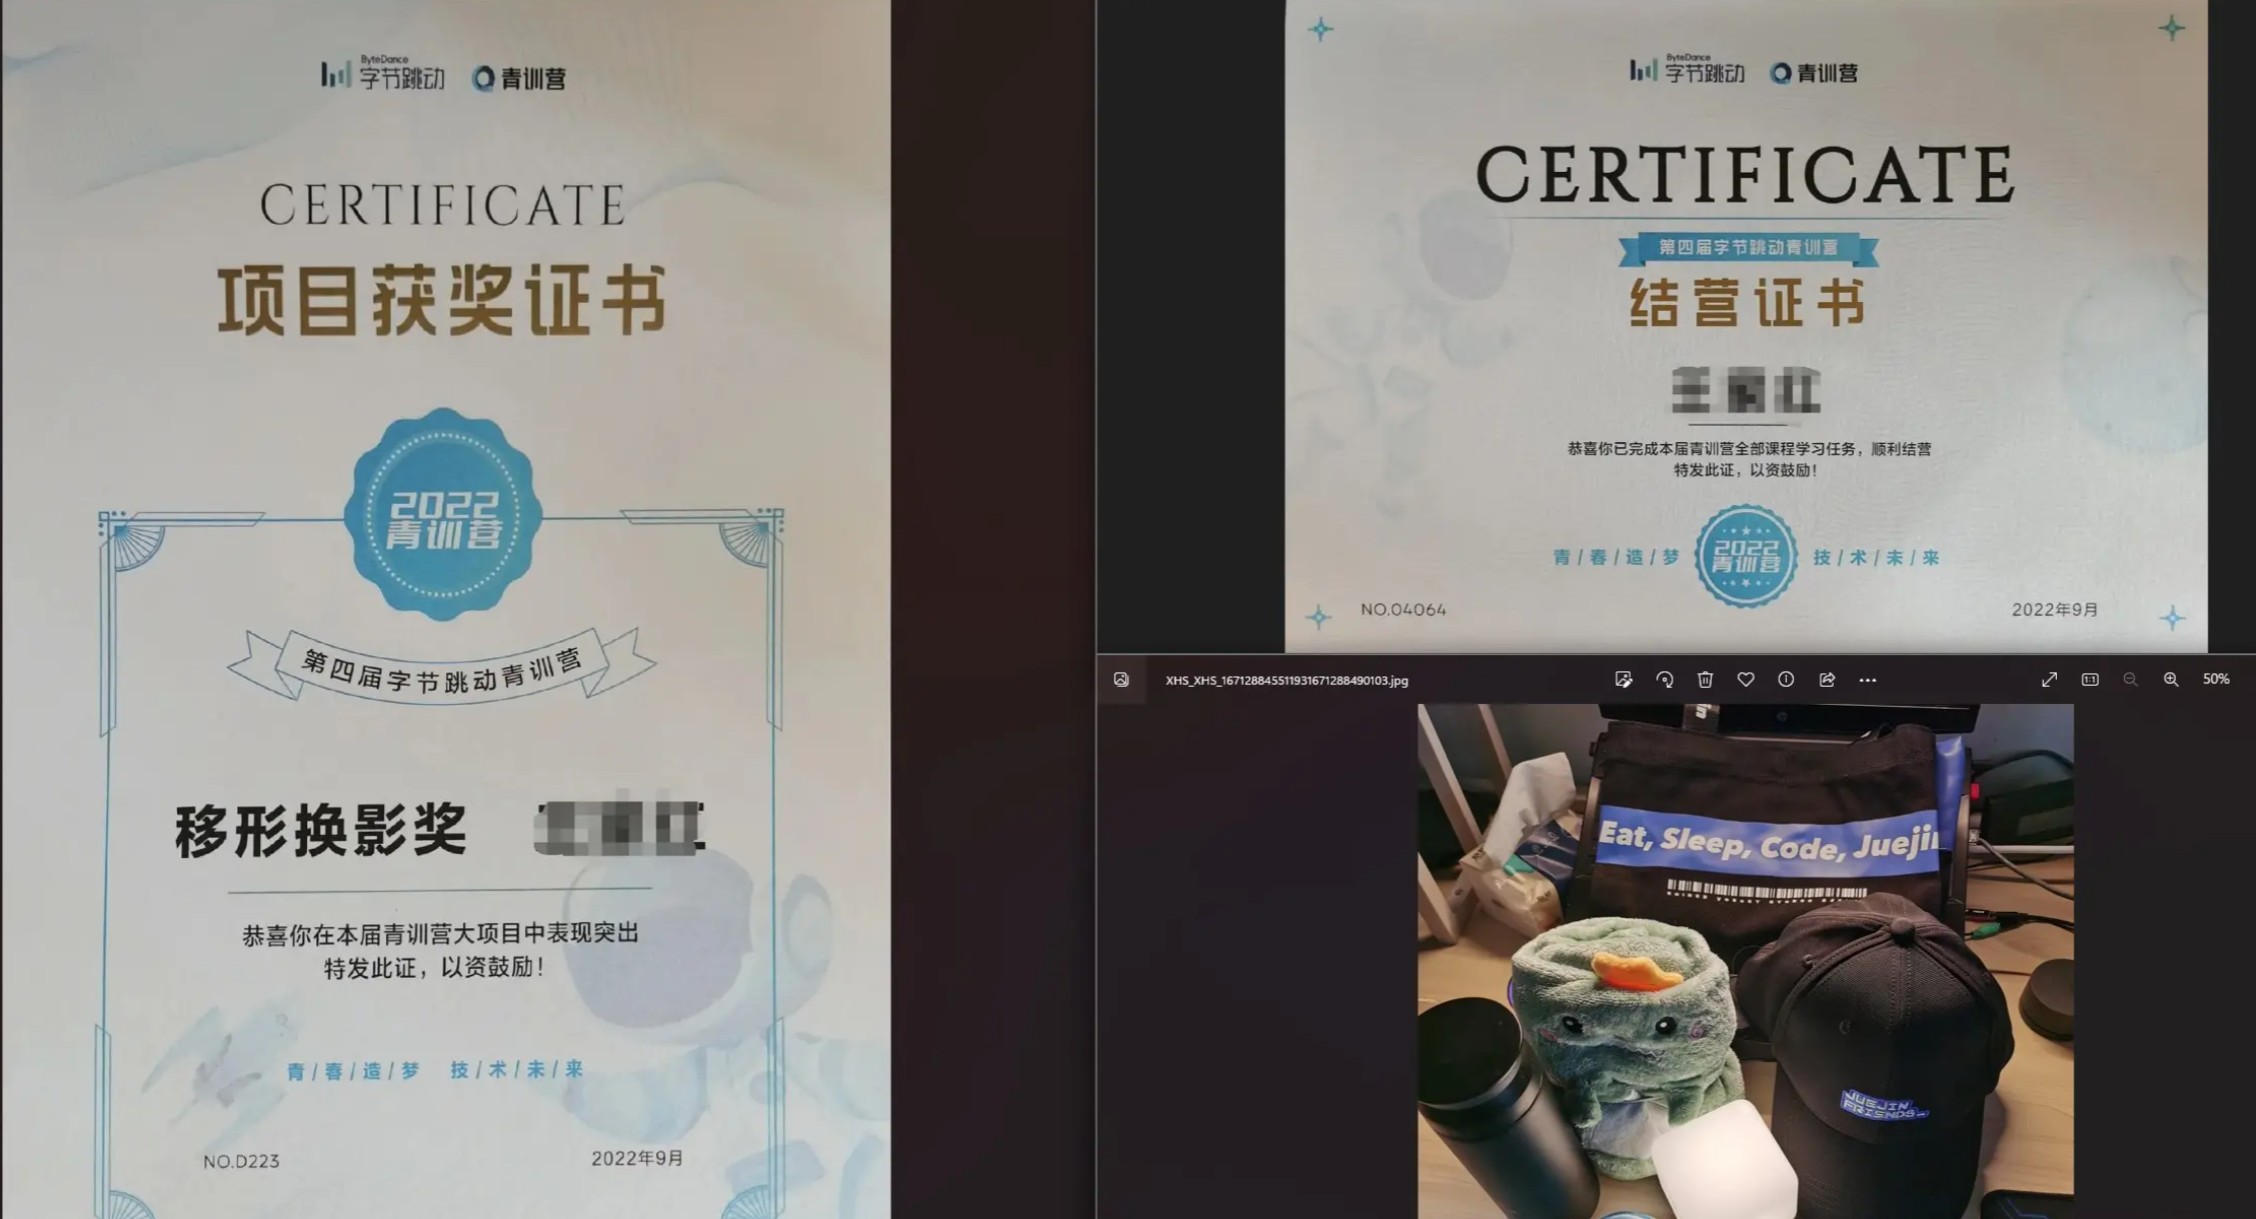 ByteDance
字节跳动 青训营
CERTIFICATE
项目获奖证书
2022
青训营
第四届字节跳动青训营
移形换影奖
恭喜你在本届青训营大项目中表现突出
特发此证，以资鼓励！
青/春/造/梦 技/术/未/来
NO.D223 2022年9月
ByteDance
字节跳动 青训营
CERTIFICATE
第四届字节跳动青训营
结营证书
恭喜你已完成本届青训营全部课程学习任务，顺利结营
特发此证，以资鼓励！
青/春/造/梦 2022 青训营 技/术/未/来
NO.04064 2022年9月
XHS_XHS_1671288455119316712884​90103.jpg 1:1 50%
Eat, Sleep, Code, Juejin
JUEJIN
FRIENDS